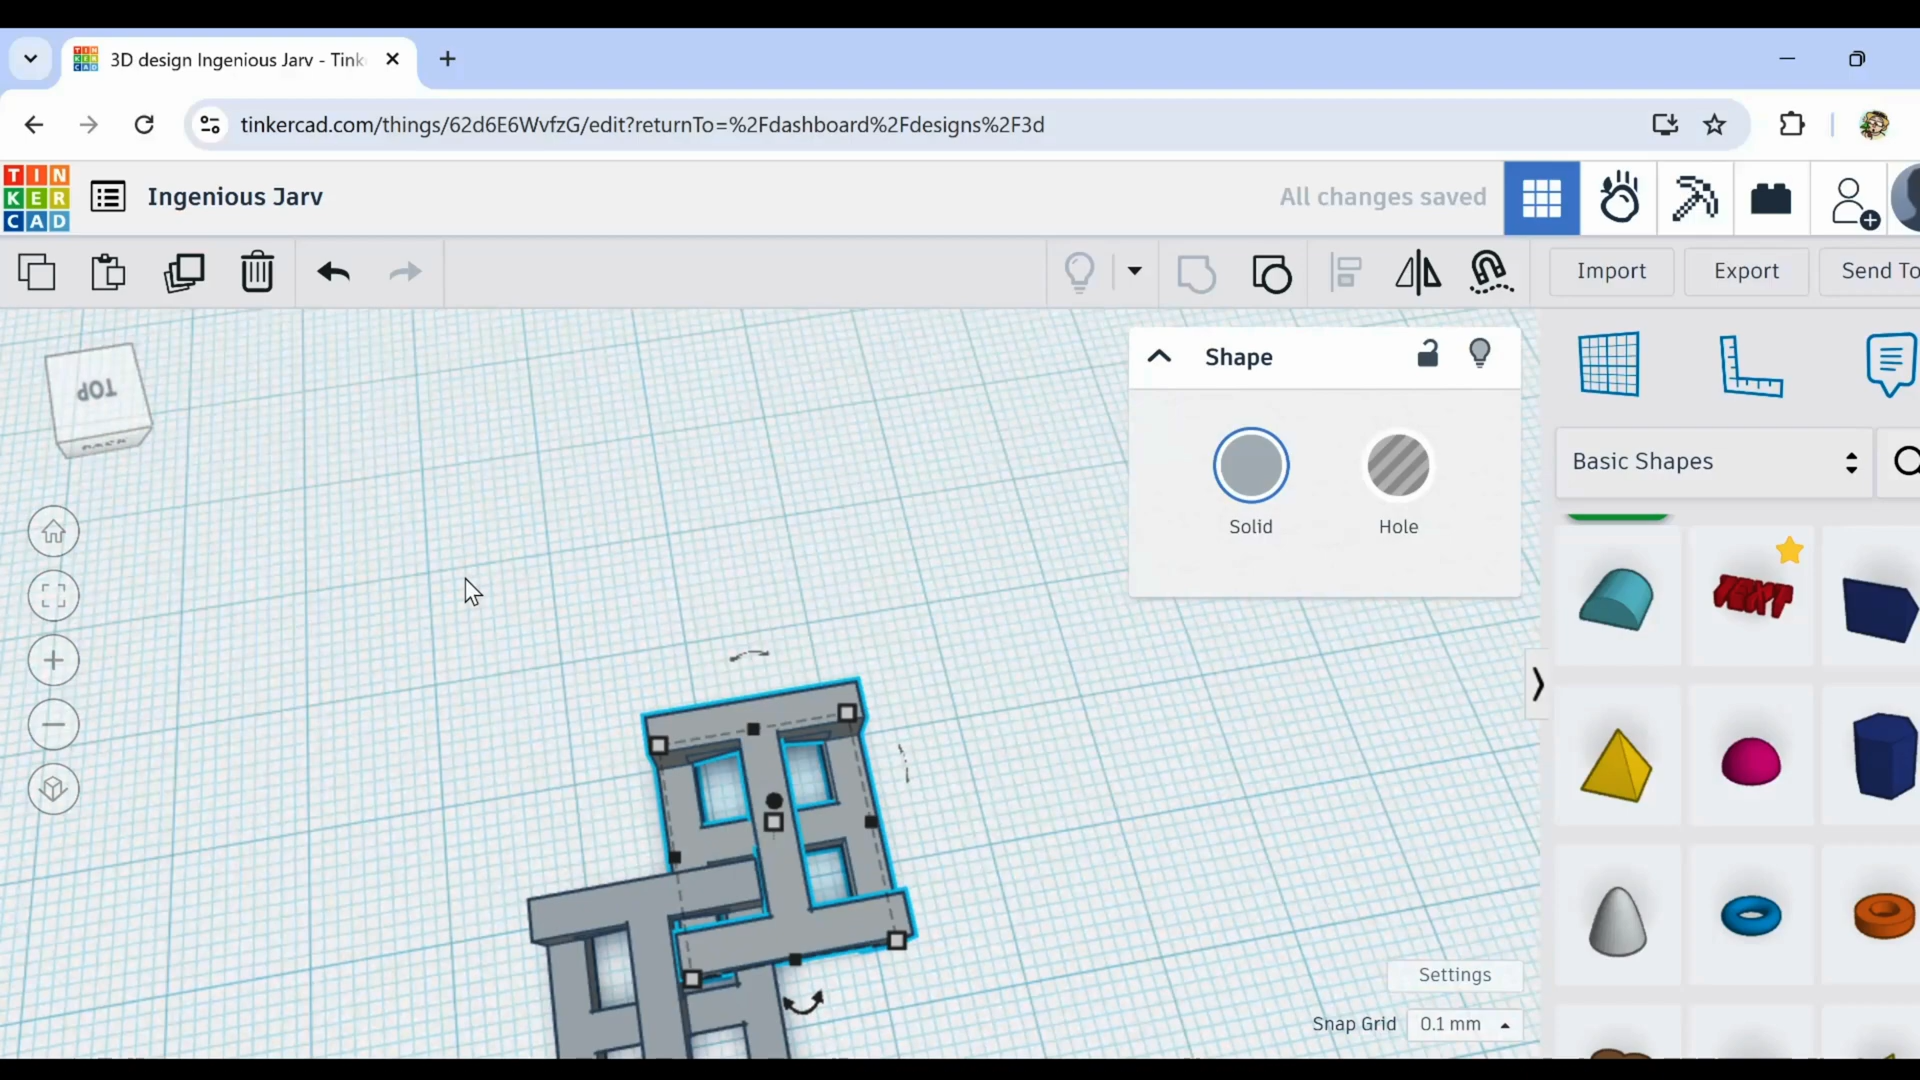 3D design Ingenious Jarv - Tink
tinkercad.com/things/62d6E6WvfzG/edit?returnTo=%2Fdashboard%2Fdesigns%2F3d
TIN
KER
CAD
Ingenious Jarv
All changes saved
Import
Export
Send To
TOP
BACK
Shape
Solid
Hole
Basic Shapes
TEXT
Settings
Snap Grid
0.1 mm